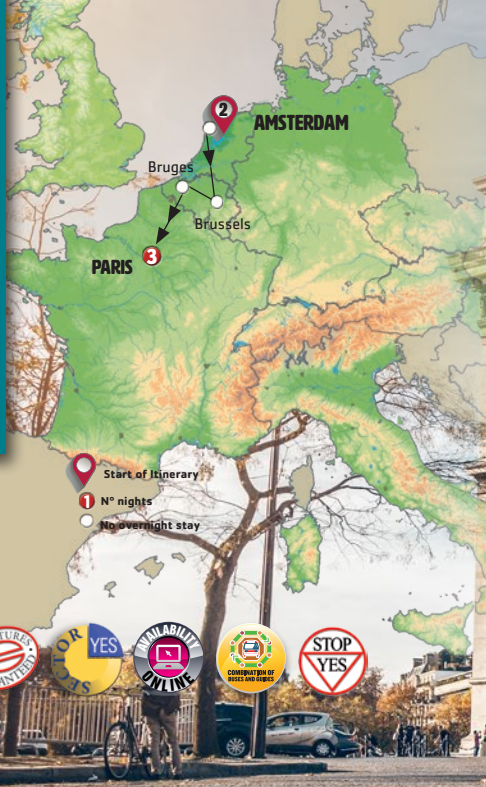 2
AMSTERDAM
Bruges
Brussels
PARIS
3
Start of Itinerary
1
Nº nights
No overnight stay
SECTOR
YES
AVAILABILITY
ONLINE
COMBINATION OF
BUSES AND GUIDES
STOP
YES